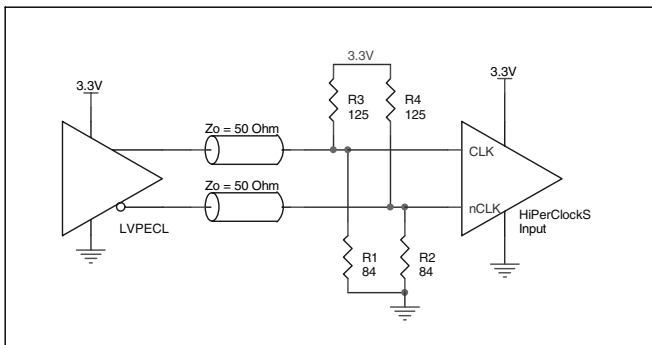 3.3V
3.3V
3.3V
R3
125
R4
125
Zo = 50 Ohm
CLK
Zo = 50 Ohm
nCLK
HiPerClockS
Input
LVPECL
R1
84
R2
84